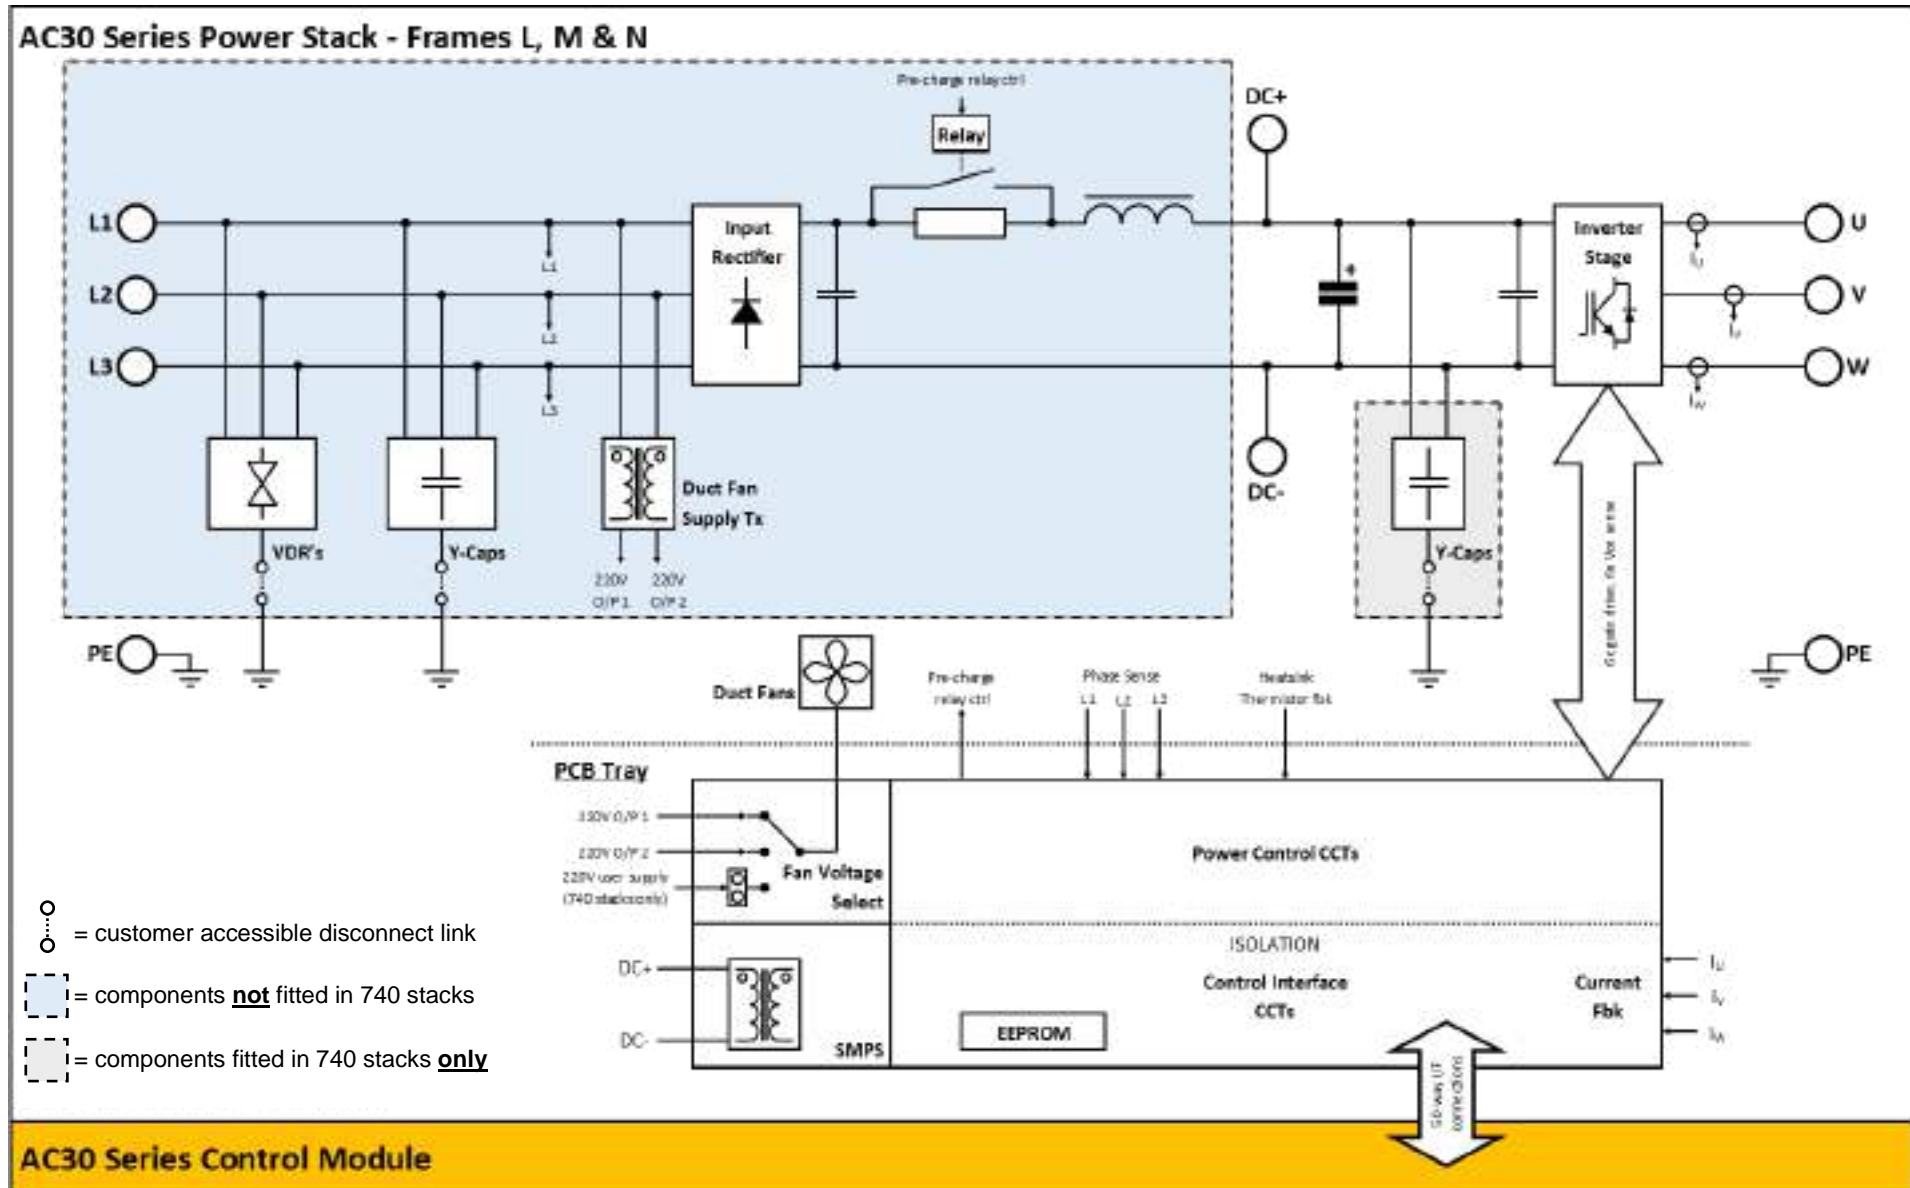 AC30 Series Power Stack - Frames L, M & N
Pre-charge relay ctrl
Relay
DC+
L1
L2
L3
Input
Rectifier
L1
L2
L3
Inverter
Stage
U
V
W
VDR's
Y-Caps
Duct Fan
Supply Tx
220V
O/P 1
220V
O/P 2
DC-
Y-Caps
PE
PE
Duct Fans
Pre-charge
relay ctrl
Phase Sense
L1
L2
Heatsink
Thermistor fbk
PCB Tray
O/P 1
220V O/P 2
220V user supply
(740 stacks only)
Fan Voltage
Select
Power Control CCTs
ISOLATION
Control Interface
CCTs
Current
Fbk
EEPROM
DC+
DC-
SMPS
= customer accessible disconnect link
= components not fitted in 740 stacks
= components fitted in 740 stacks only
connections
AC30 Series Control Module